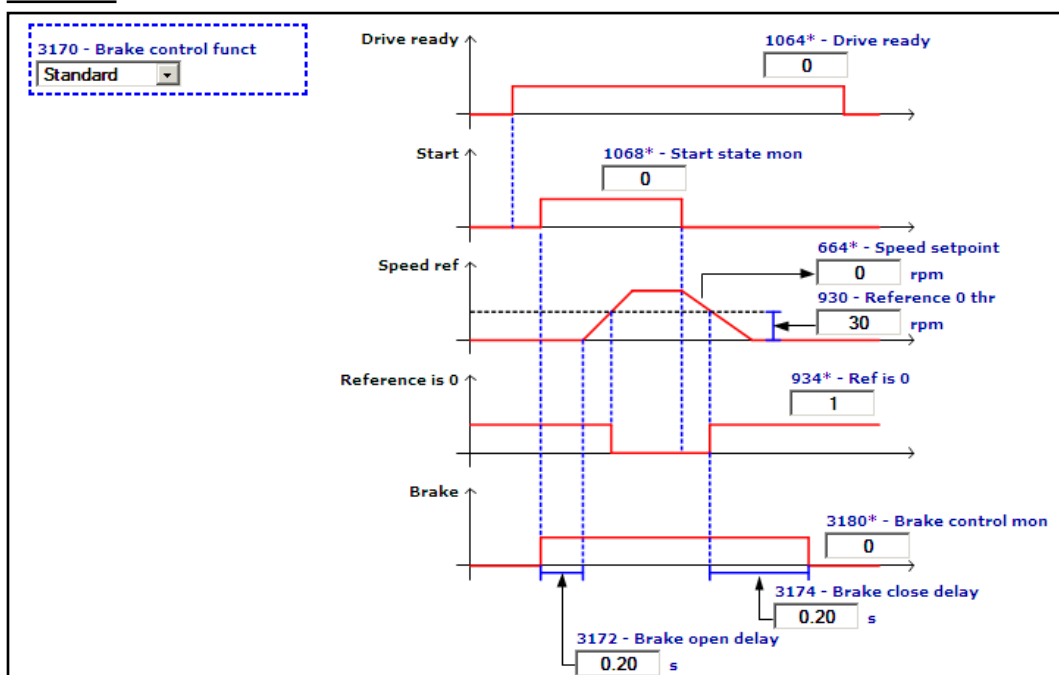 3170 - Brake control funct
Standard
Drive ready
1064* - Drive ready
0
Start
1068* - Start state mon
0
Speed ref
664* - Speed setpoint
0 rpm
930 - Reference 0 thr
30 rpm
Reference is 0
934* - Ref is 0
1
Brake
3180* - Brake control mon
0
3174 - Brake close delay
0.20 s
3172 - Brake open delay
0.20 s